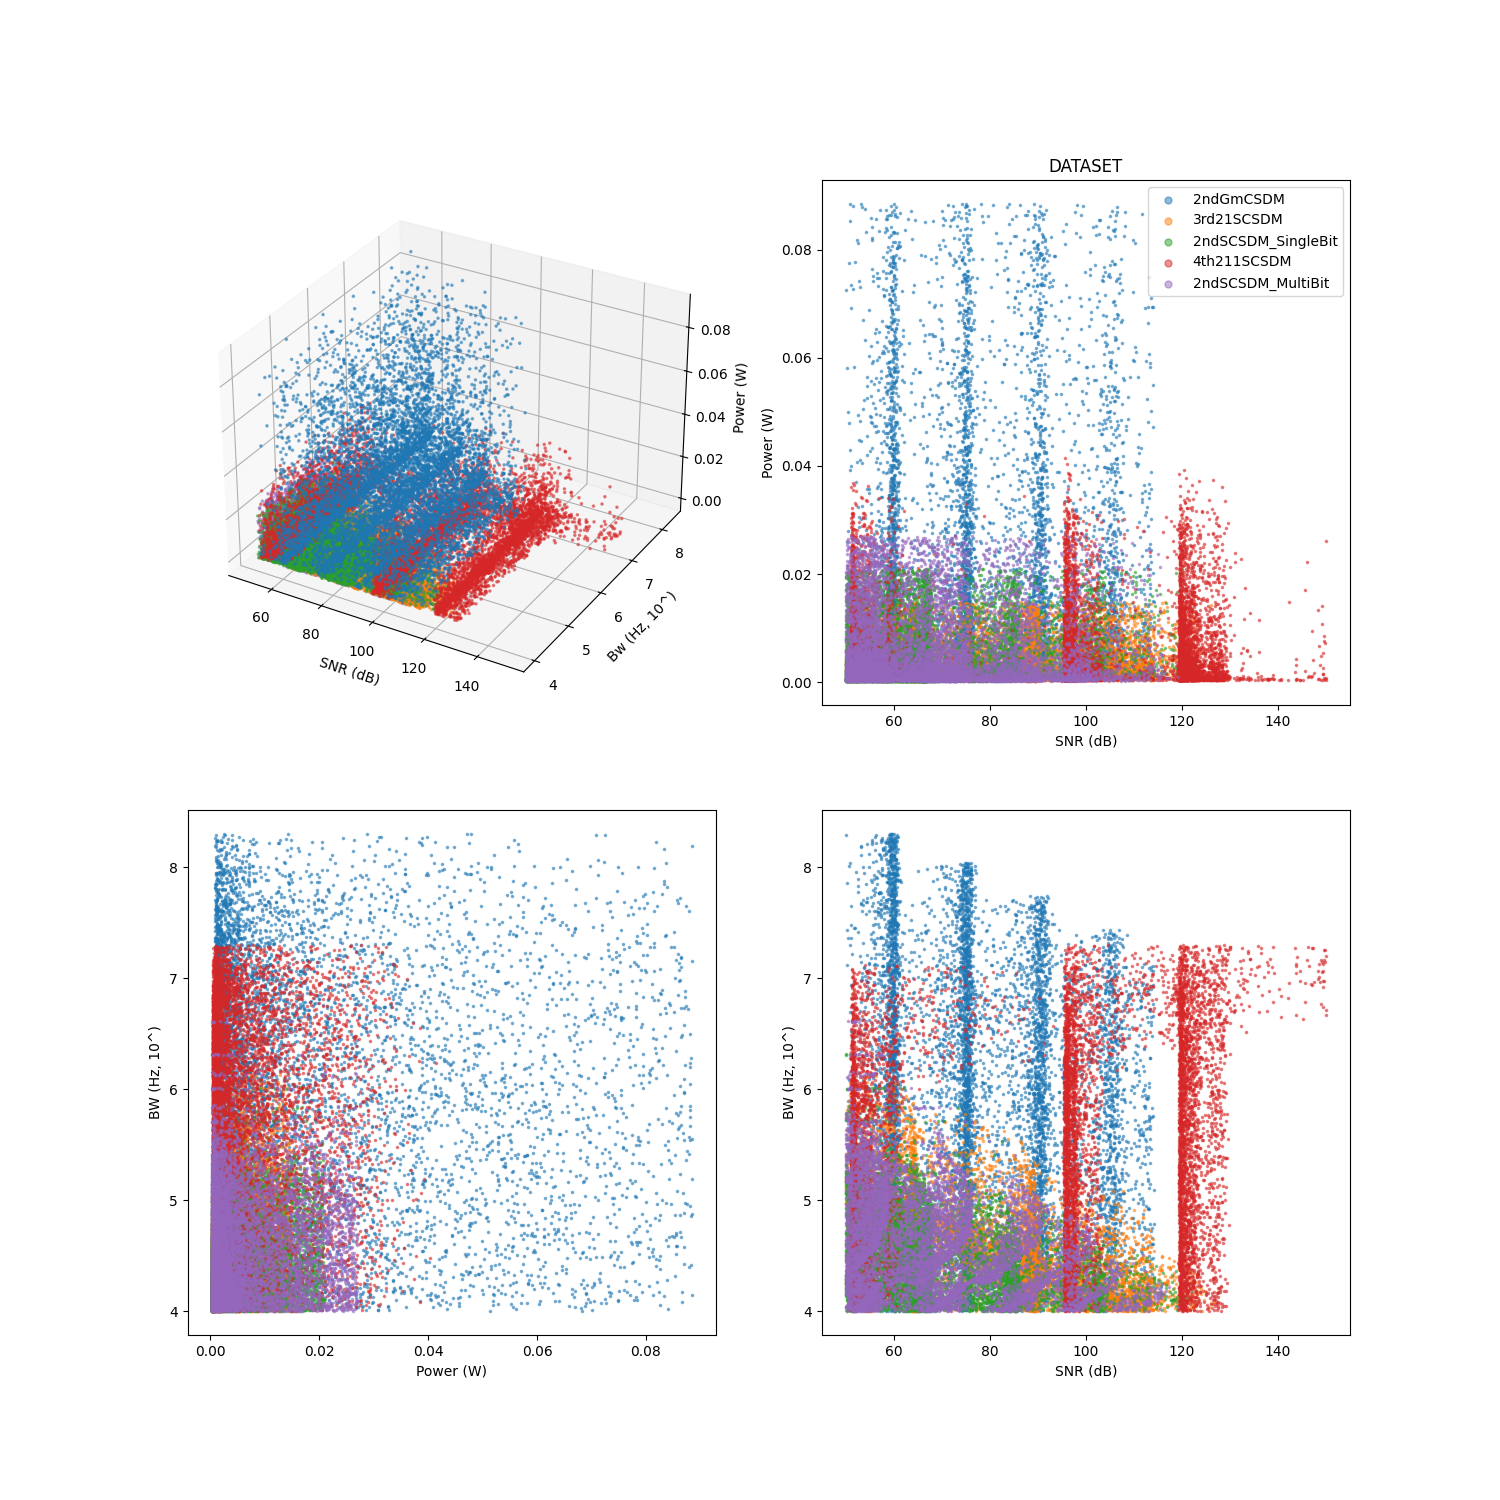 0.08
0.06
0.04
0.02
0.00
Power (W)
60
80
100
120
140
SNR (dB)
4
5
6
7
8
Bw (Hz, 10^)
DATASET
2ndGmCSDM
3rd21SCSDM
2ndSCSDM_SingleBit
4th211SCSDM
2ndSCSDM_MultiBit
0.08
0.06
0.04
0.02
0.00
Power (W)
60 80 100 120 140
SNR (dB)
8
7
6
5
4
BW (Hz, 10^)
0.00 0.02 0.04 0.06 0.08
Power (W)
8
7
6
5
4
BW (Hz, 10^)
60 80 100 120 140
SNR (dB)